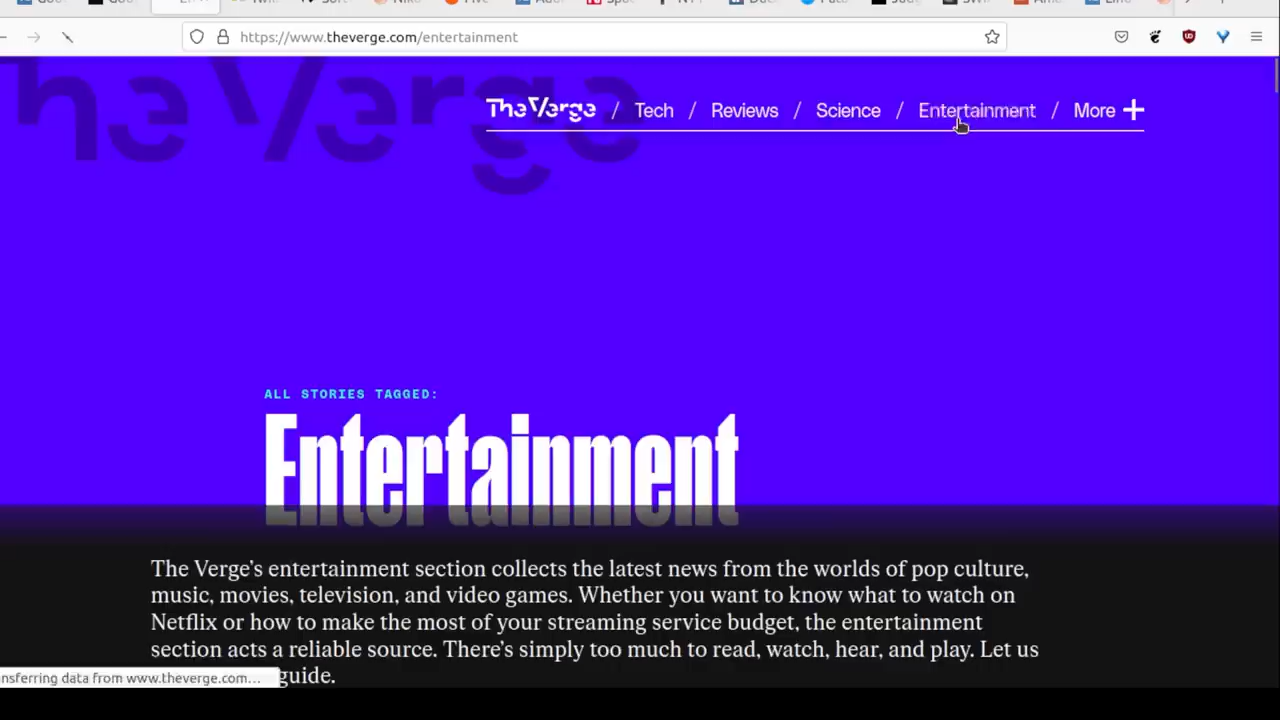 https://www.theverge.com/entertainment
The Verge / Tech / Reviews / Science / Entertainment / More +
he Verge
ALL STORIES TAGGED:
Entertainment
The Verge's entertainment section collects the latest news from the worlds of pop culture,
music, movies, television, and video games. Whether you want to know what to watch on
Netflix or how to make the most of your streaming service budget, the entertainment
section acts a reliable source. There's simply too much to read, watch, hear, and play. Let us
guide.
nsferring data from www.theverge.com…